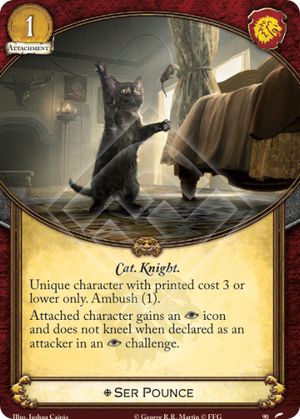 1
Attachment
Cat. Knight.
Unique character with printed cost 3 or
lower only. Ambush (1).
Attached character gains an icon
and does not kneel when declared as
an attacker in an challenge.
Ser Pounce
Illus. Joshua Cairós
© George R.R. Martin © FFG
90